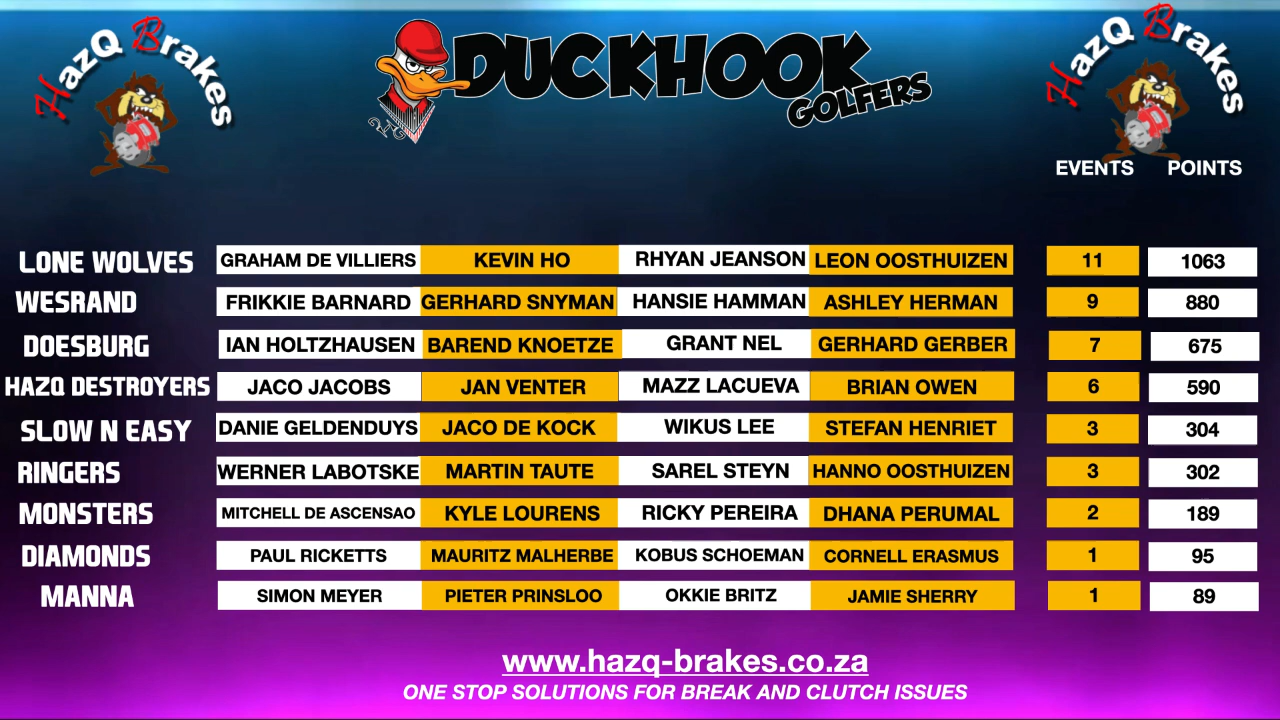 HazQ Brakes
DUCKHOOK
GOLFERS
GTG
HazQ Brakes
EVENTS POINTS
LONE WOLVES GRAHAM DE VILLIERS KEVIN HO RHYAN JEANSON LEON OOSTHUIZEN 11 1063
WESRAND FRIKKIE BARNARD GERHARD SNYMAN HANSIE HAMMAN ASHLEY HERMAN 9 880
DOESBURG IAN HOLTZHAUSEN BAREND KNOETZE GRANT NEL GERHARD GERBER 7 675
HAZQ DESTROYERS JACO JACOBS JAN VENTER MAZZ LACUEVA BRIAN OWEN 6 590
SLOW N EASY DANIE GELDENDUYS JACO DE KOCK WIKUS LEE STEFAN HENRIET 3 304
RINGERS WERNER LABOTSKE MARTIN TAUTE SAREL STEYN HANNO OOSTHUIZEN 3 302
MONSTERS MITCHELL DE ASCENSAO KYLE LOURENS RICKY PEREIRA DHANA PERUMAL 2 189
DIAMONDS PAUL RICKETTS MAURITZ MALHERBE KOBUS SCHOEMAN CORNELL ERASMUS 1 95
MANNA SIMON MEYER PIETER PRINSLOO OKKIE BRITZ JAMIE SHERRY 1 89
www.hazq-brakes.co.za
ONE STOP SOLUTIONS FOR BREAK AND CLUTCH ISSUES